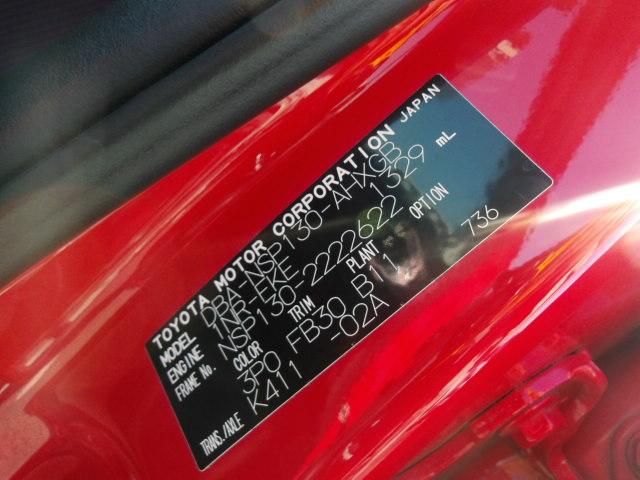 TOYOTA MOTOR CORPORATION JAPAN
MODEL DBA-NSP130-AHXGB
ENGINE 1NR-FKE 1329 mL
FRAME No. NSP130-2222622
COLOR TRIM PLANT OPTION
3P0 FB30 B11 736
TRANS./AXLE K411 -02A